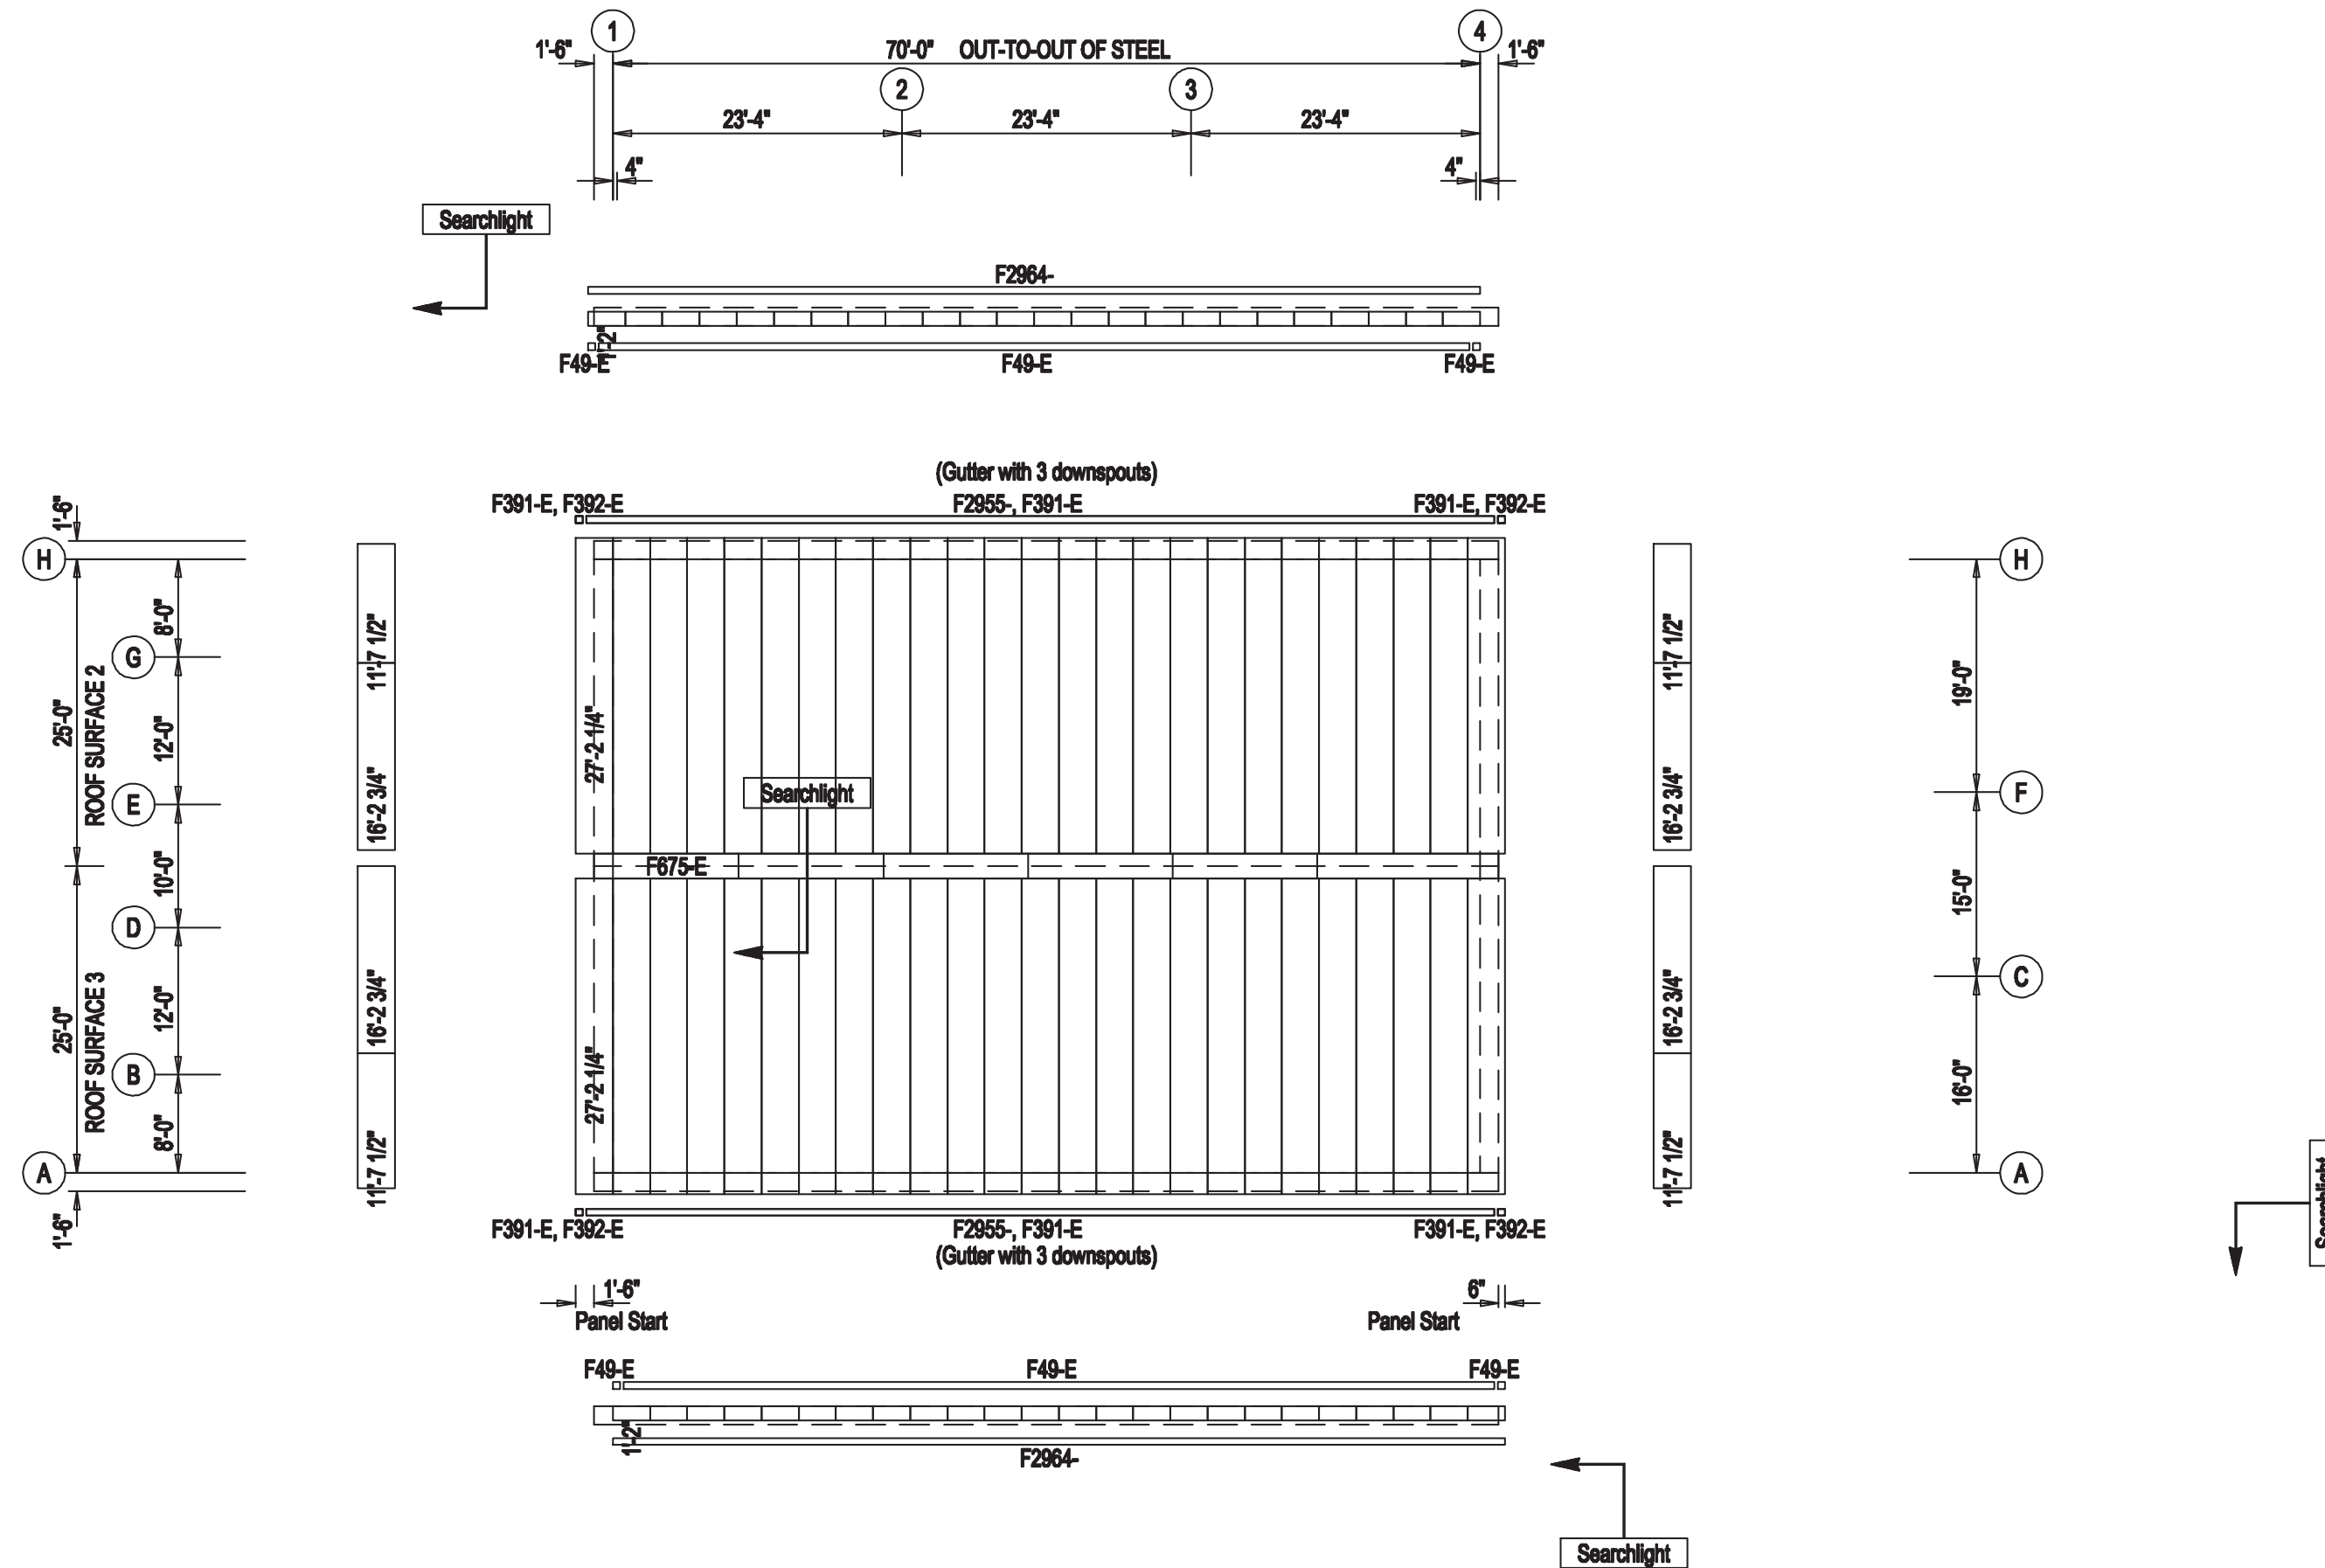 1 4
1'-6" 70'-0" OUT-TO-OUT OF STEEL 1'-6"
2 3
23'-4" 23'-4" 23'-4"
4" 4"
Searchlight
F2964-
F49-E F49-E F49-E
(Gutter with 3 downspouts)
F391-E, F392-E F2955-, F391-E F391-E, F392-E
1'-6"
H
8'-0"
G
25'-0"
ROOF SURFACE 2
12'-0"
E
10'-0"
D
25'-0"
ROOF SURFACE 3
12'-0"
B
8'-0"
A
1'-6"
11'-7 1/2"
16'-2 3/4"
16'-2 3/4"
11'-7 1/2"
27'-2 1/4"
Searchlight
F675-E
27'-2 1/4"
11'-7 1/2"
16'-2 3/4"
16'-2 3/4"
11'-7 1/2"
H
19'-0"
F
15'-0"
C
16'-0"
A
Searchlight
F391-E, F392-E F2955-, F391-E F391-E, F392-E
(Gutter with 3 downspouts)
1'-6" 6"
Panel Start Panel Start
F49-E F49-E F49-E
1'-2"
F2964-
Searchlight